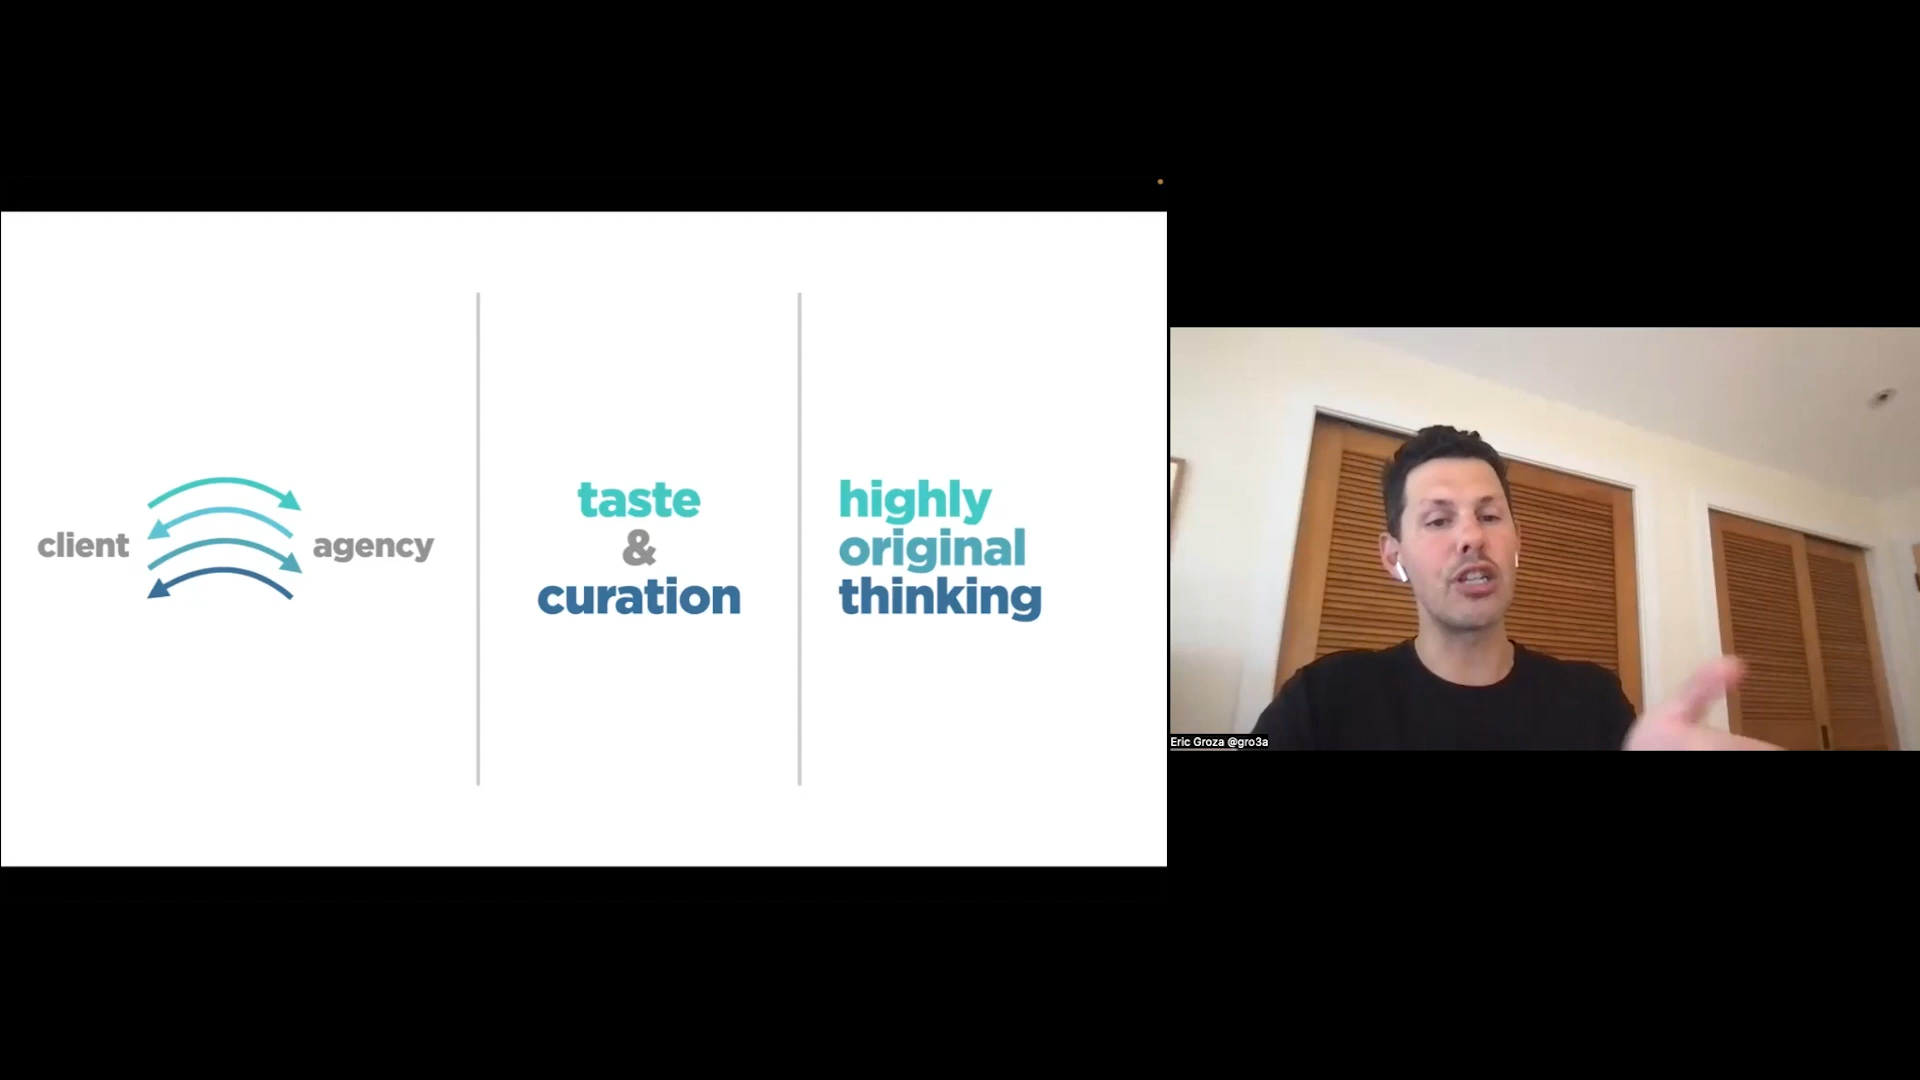 client
agency
taste
&
curation
highly
original
thinking
Eric Groza @gro3a